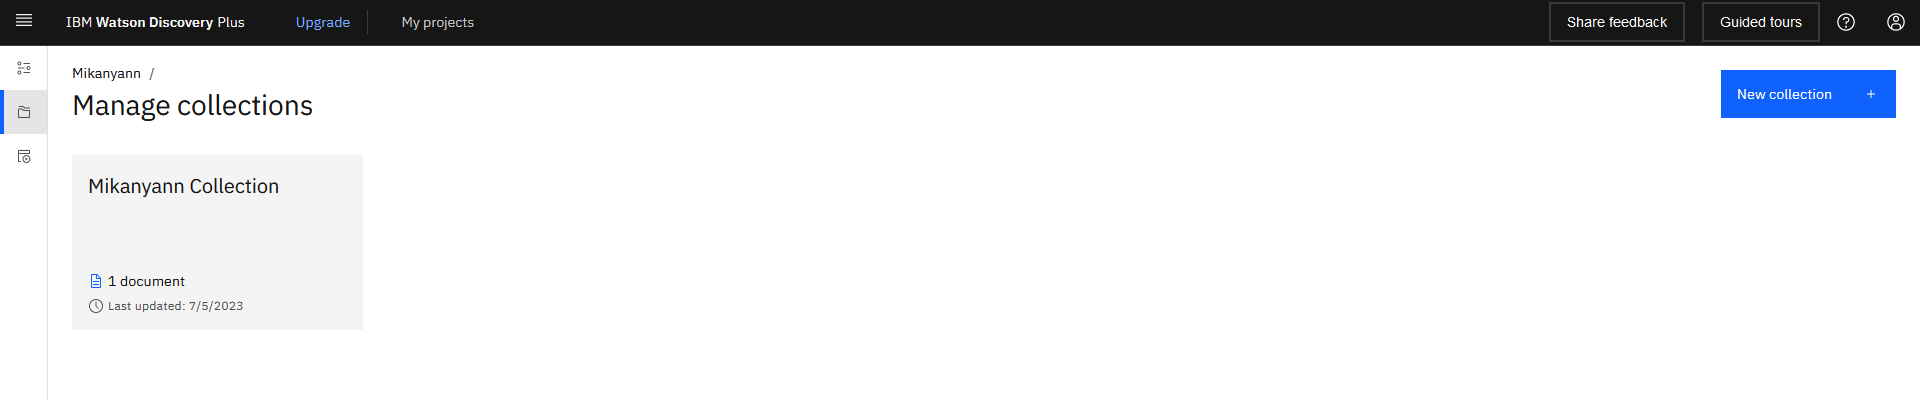 IBM Watson Discovery Plus Upgrade My projects Share feedback Guided tours
Mikanyann /
Manage collections
New collection +
Mikanyann Collection
1 document
Last updated: 7/5/2023